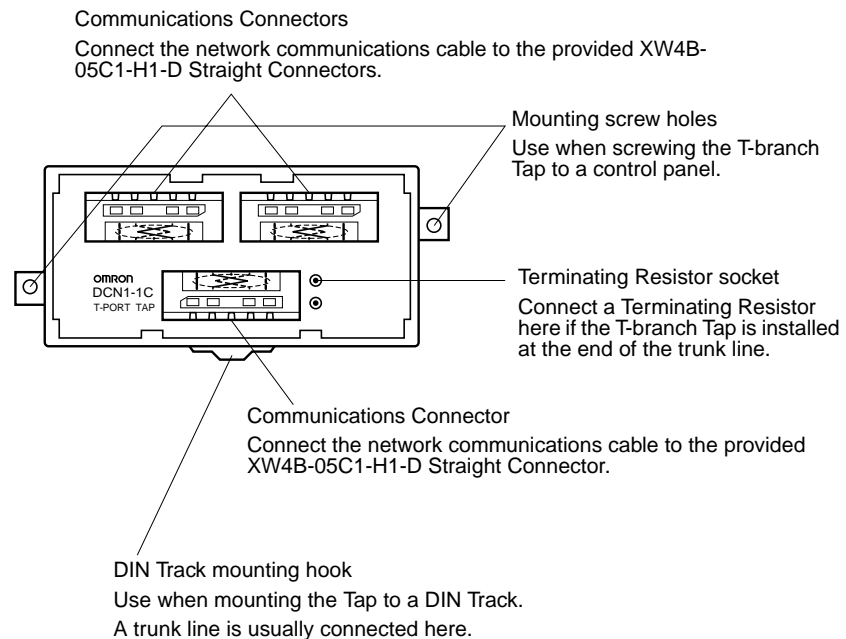 Communications Connectors
Connect the network communications cable to the provided XW4B-
05C1-H1-D Straight Connectors.
Mounting screw holes
Use when screwing the T-branch
Tap to a control panel.
OMRON
DCN1-1C
T-PORT TAP
Terminating Resistor socket
Connect a Terminating Resistor
here if the T-branch Tap is installed
at the end of the trunk line.
Communications Connector
Connect the network communications cable to the provided
XW4B-05C1-H1-D Straight Connector.
DIN Track mounting hook
Use when mounting the Tap to a DIN Track.
A trunk line is usually connected here.